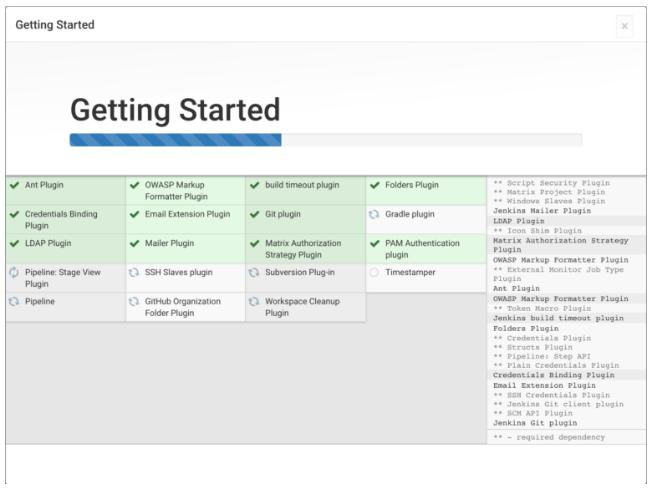 Getting Started
×
Getting Started
Ant Plugin
OWASP Markup
Formatter Plugin
build timeout plugin
Folders Plugin
Credentials Binding
Plugin
Email Extension Plugin
Git plugin
Gradle plugin
LDAP Plugin
Mailer Plugin
Matrix Authorization
Strategy Plugin
PAM Authentication
plugin
Pipeline: Stage View
Plugin
SSH Slaves plugin
Subversion Plug-in
Timestamper
Pipeline
GitHub Organization
Folder Plugin
Workspace Cleanup
Plugin
** Script Security Plugin
** Matrix Project Plugin
** Windows Slaves Plugin
Jenkins Mailer Plugin
LDAP Plugin
** Icon Shim Plugin
Matrix Authorization Strategy
Plugin
OWASP Markup Formatter Plugin
** External Monitor Job Type
Plugin
Ant Plugin
OWASP Markup Formatter Plugin
** Token Macro Plugin
Jenkins build timeout plugin
Folders Plugin
** Credentials Plugin
** Structs Plugin
** Pipeline: Step API
** Plain Credentials Plugin
Credentials Binding Plugin
Email Extension Plugin
** SSH Credentials Plugin
** Jenkins Git client plugin
** SCM API Plugin
Jenkins Git plugin
** - required dependency